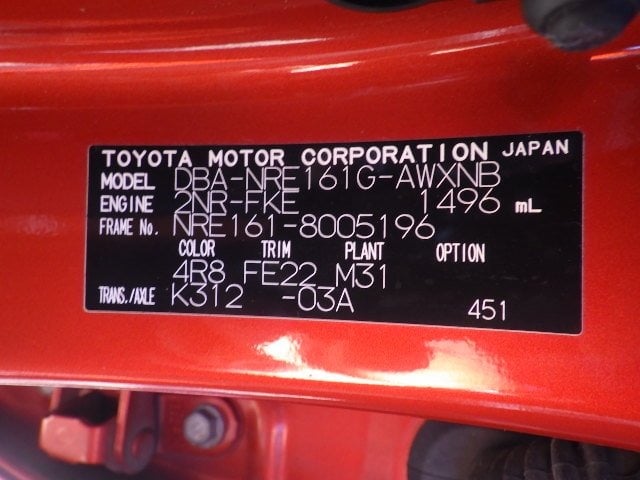 TOYOTA MOTOR CORPORATION JAPAN
MODEL DBA-NRE161G-AWXNB
ENGINE 2NR-FKE 1496 mL
FRAME No. NRE161-8005196
COLOR TRIM PLANT OPTION
4R8 FE22 M31
TRANS./AXLE K312 -03A 451